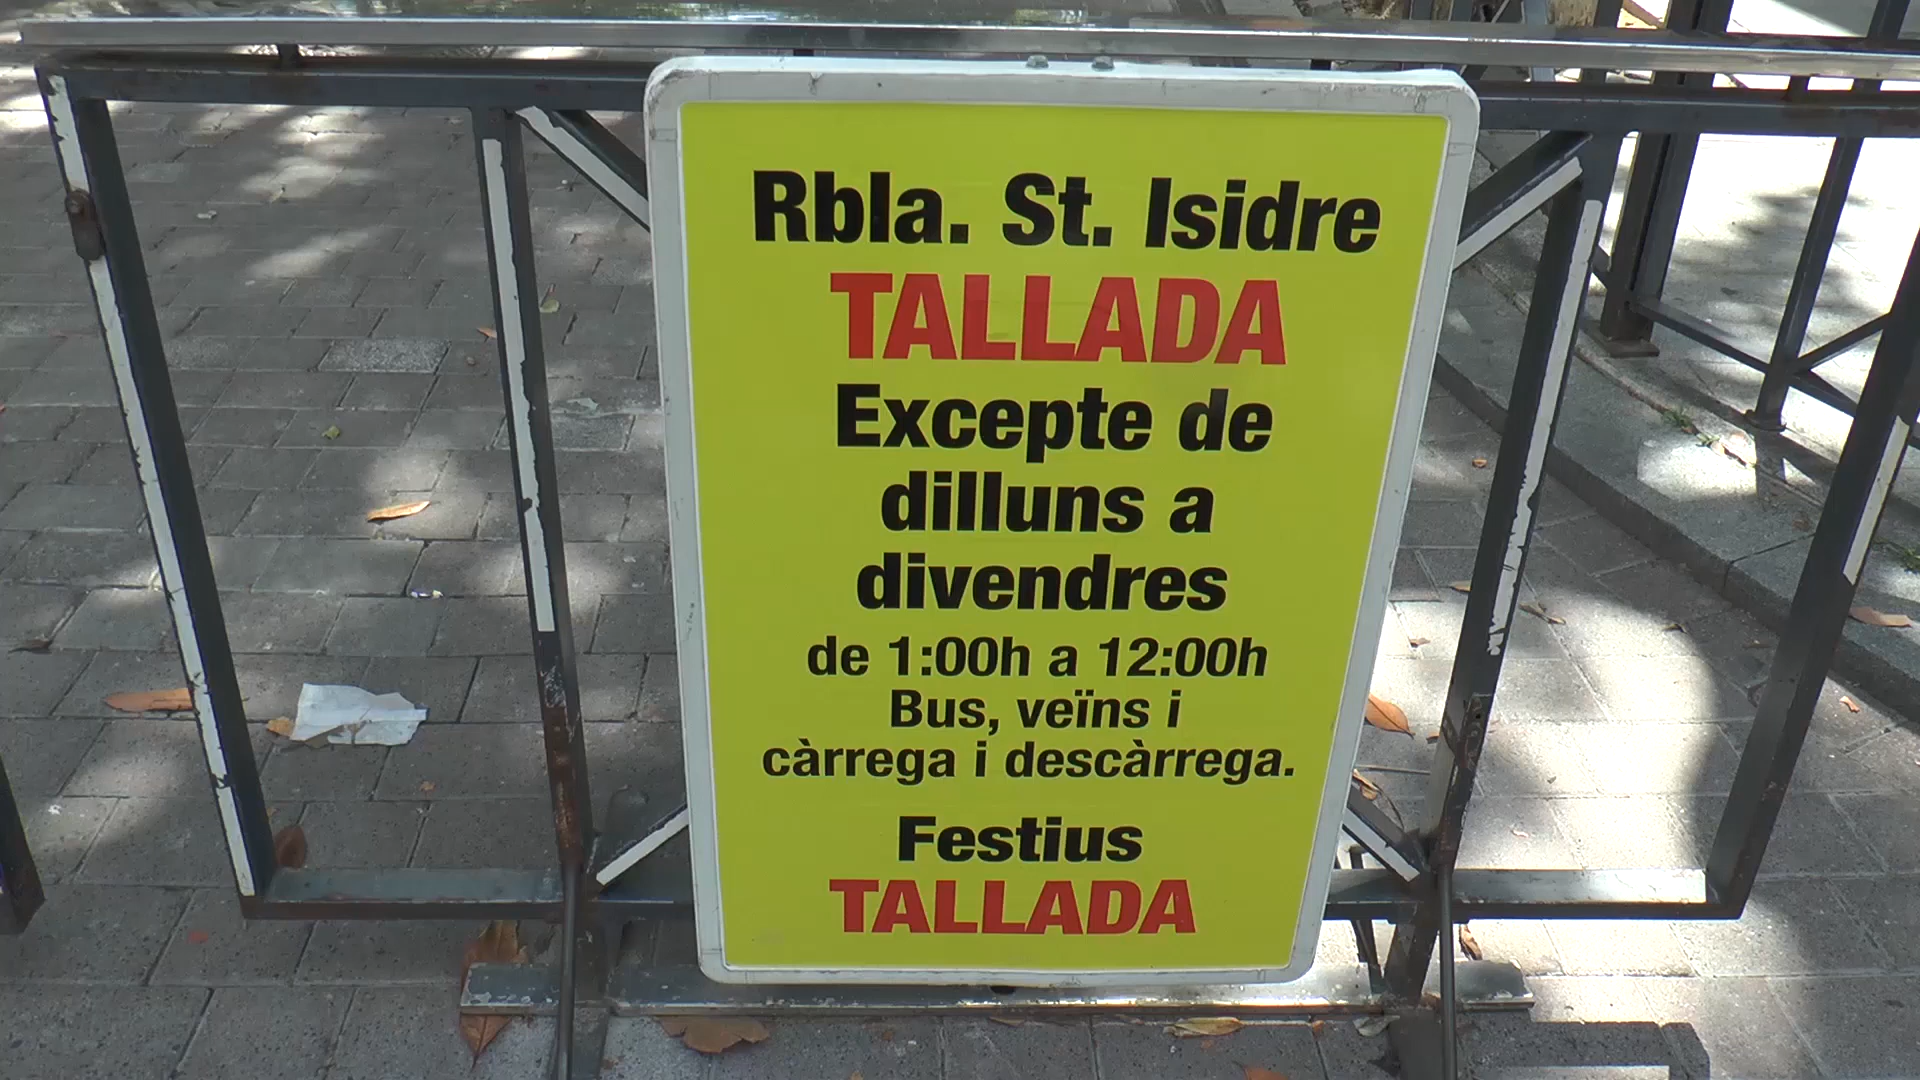 Rbla. St. Isidre
TALLADA
Excepte de
dilluns a
divendres
de 1:00h a 12:00h
Bus, veïns i
càrrega i descàrrega.
Festius
TALLADA